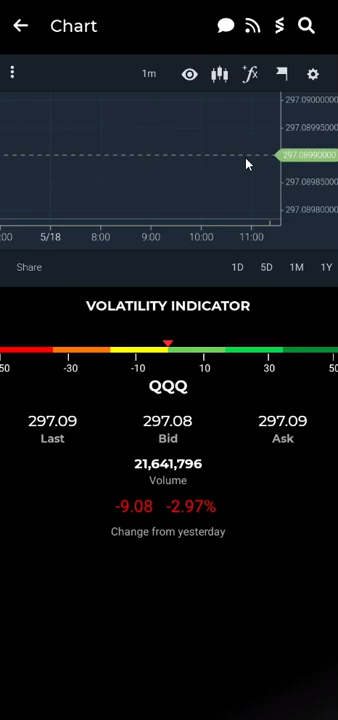 Chart
1m
297.09000000
297.08995000
297.08990000
297.08985000
297.08980000
:00 5/18 8:00 9:00 10:00 11:00
Share 1D 5D 1M 1Y
VOLATILITY INDICATOR
50 -30 -10 10 30 50
QQQ
297.09 297.08 297.09
Last Bid Ask
21,641,796
Volume
-9.08 -2.97%
Change from yesterday